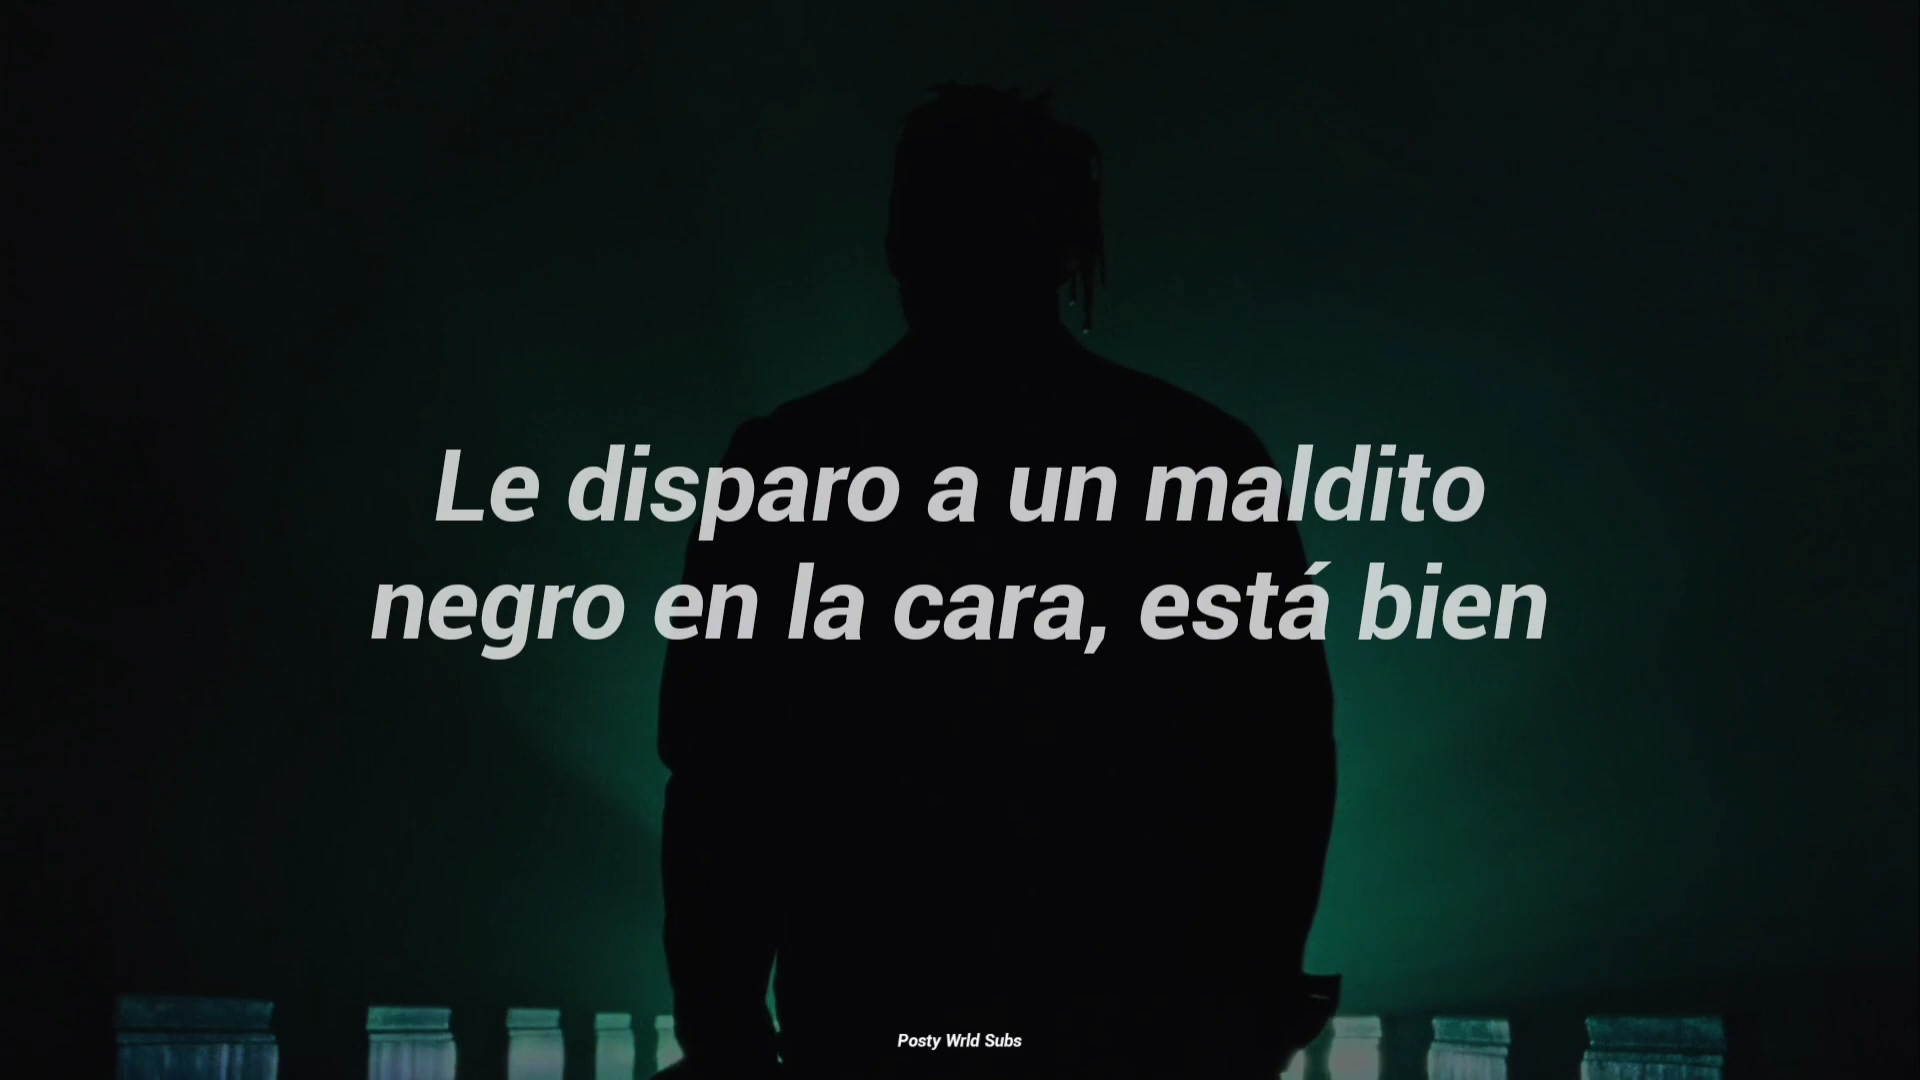 Le disparo a un maldito
negro en la cara, está bien
Posty Wrld Subs